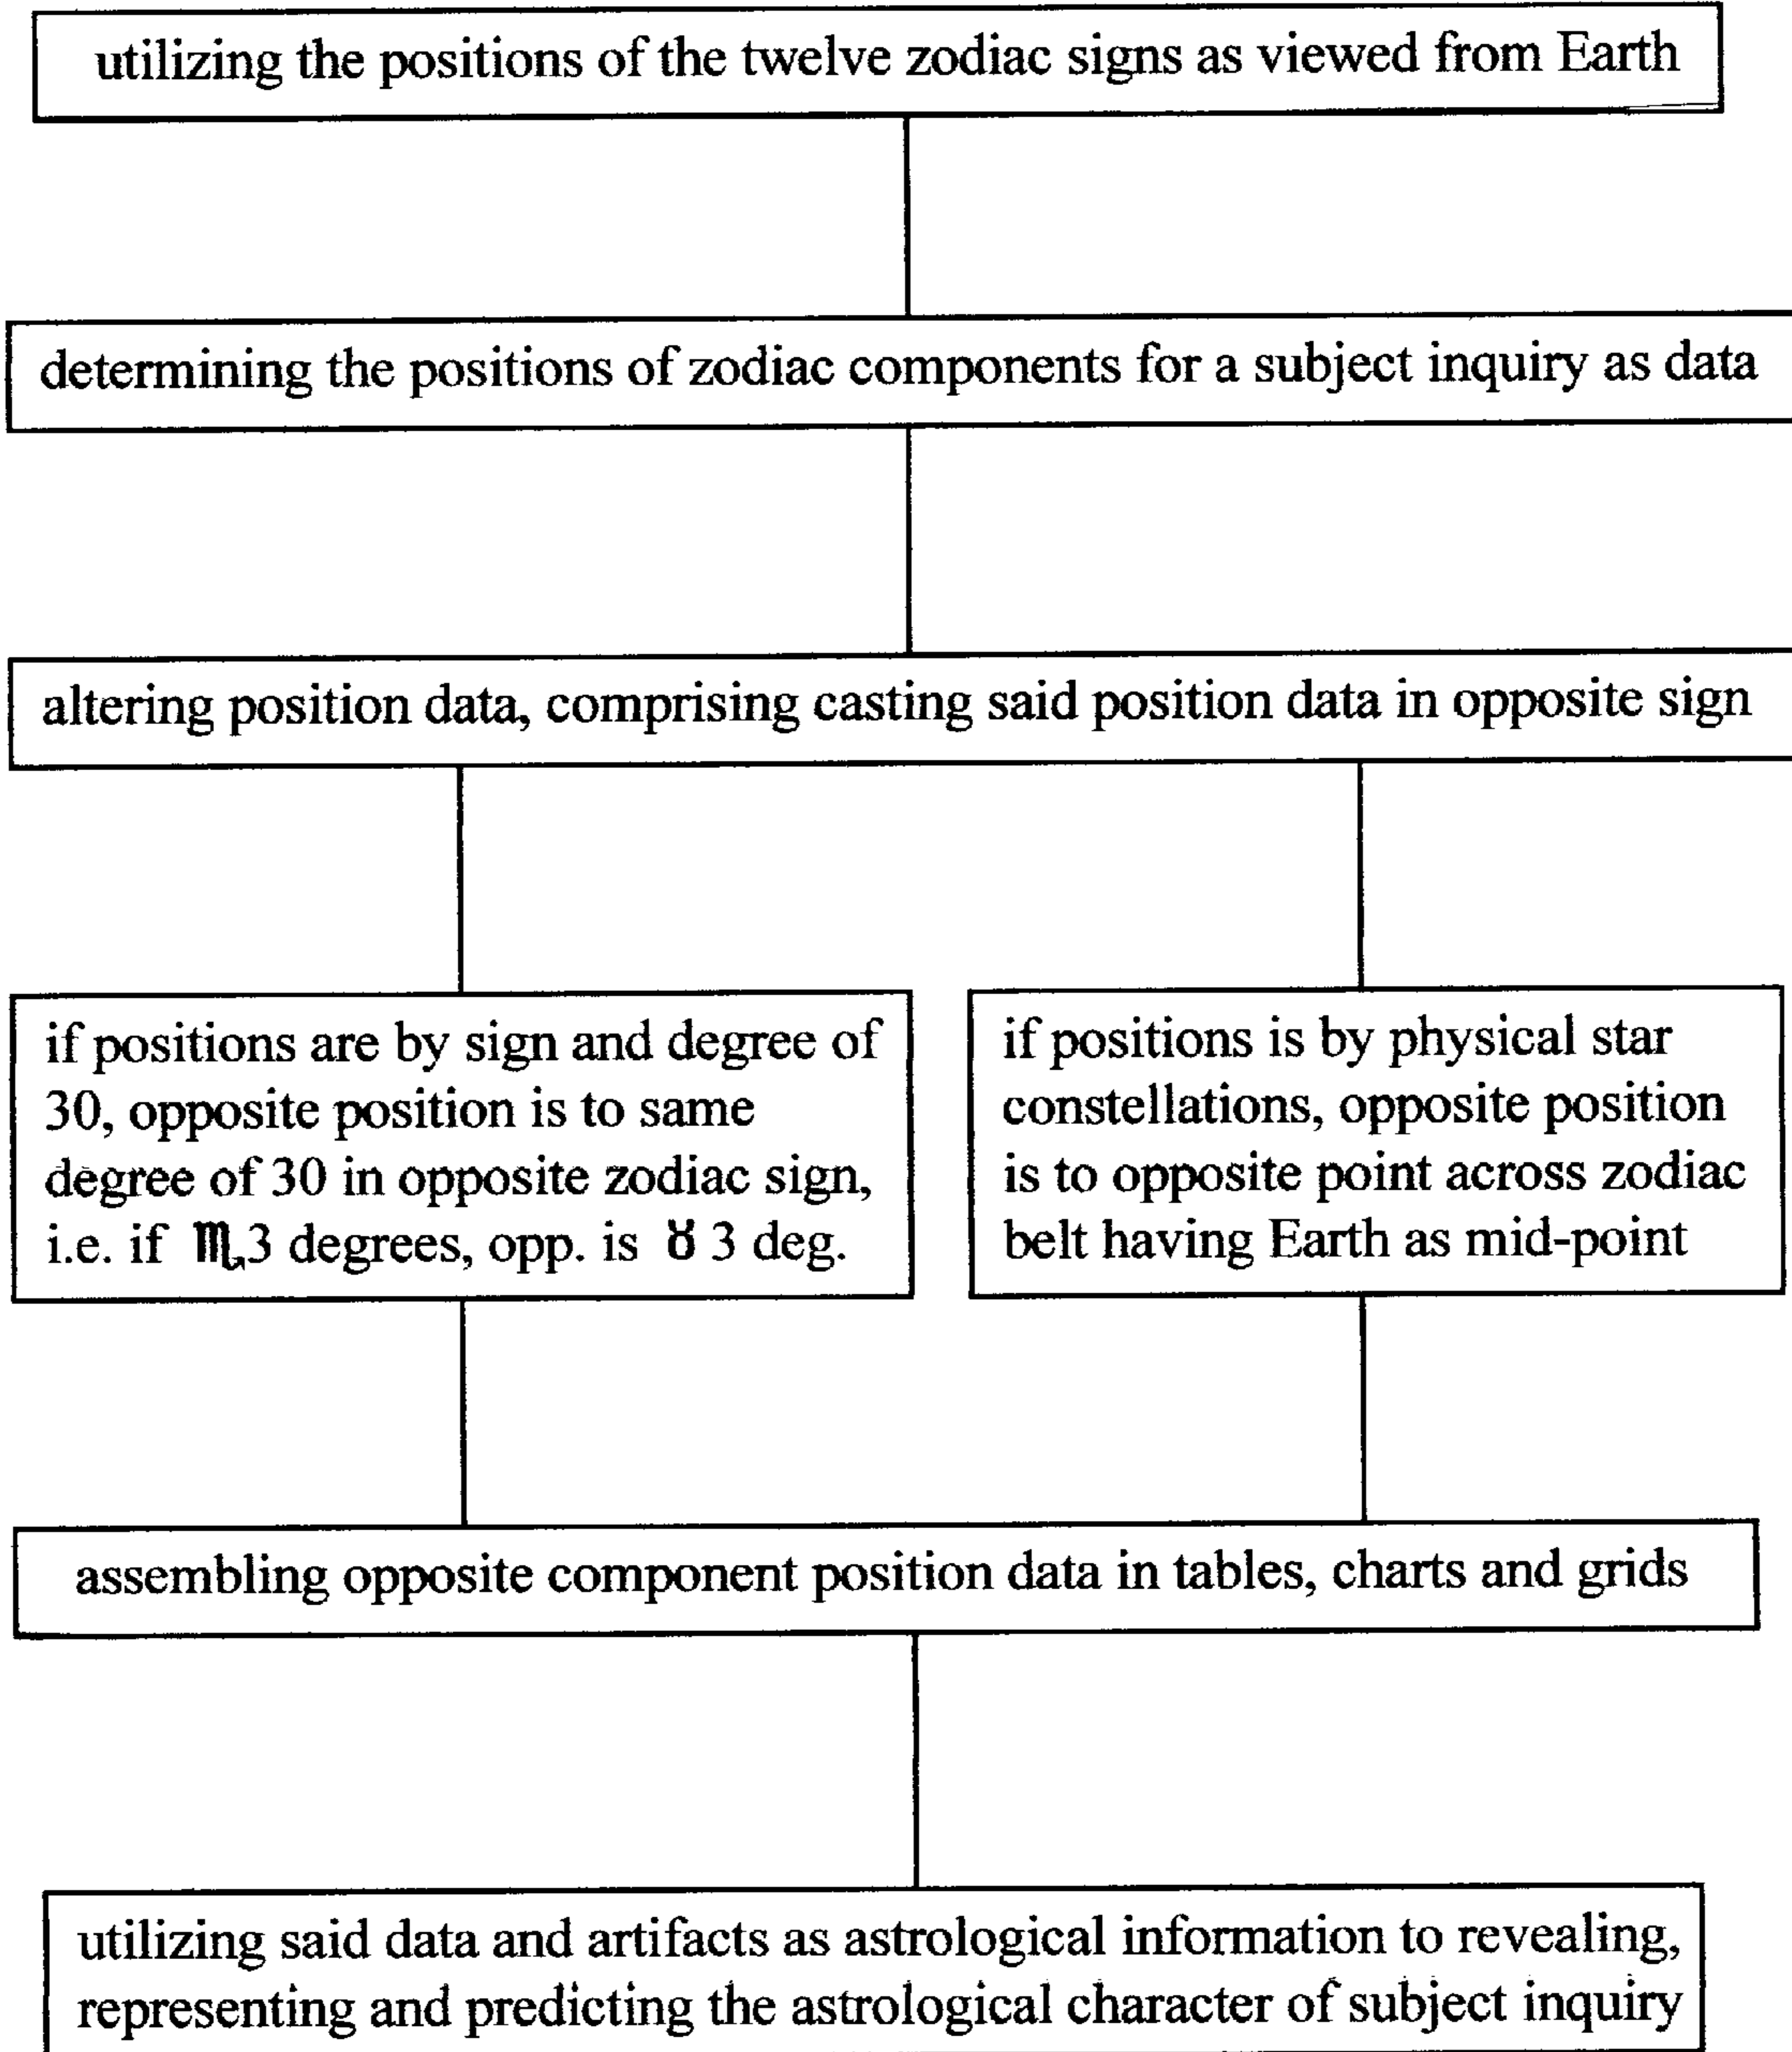 utilizing the positions of the twelve zodiac signs as viewed from Earth
determining the positions of zodiac components for a subject inquiry as data
altering position data, comprising casting said position data in opposite sign
if positions are by sign and degree of
30, opposite position is to same
degree of 30 in opposite zodiac sign,
i.e. if ♏3 degrees, opp. is ♉ 3 deg.
if positions is by physical star
constellations, opposite position
is to opposite point across zodiac
belt having Earth as mid-point
assembling opposite component position data in tables, charts and grids
utilizing said data and artifacts as astrological information to revealing,
representing and predicting the astrological character of subject inquiry